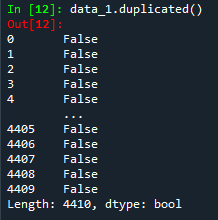 In [12]: data_1.duplicated()
Out[12]:
0       False
1       False
2       False
3       False
4       False
        ...
4405    False
4406    False
4407    False
4408    False
4409    False
Length: 4410, dtype: bool